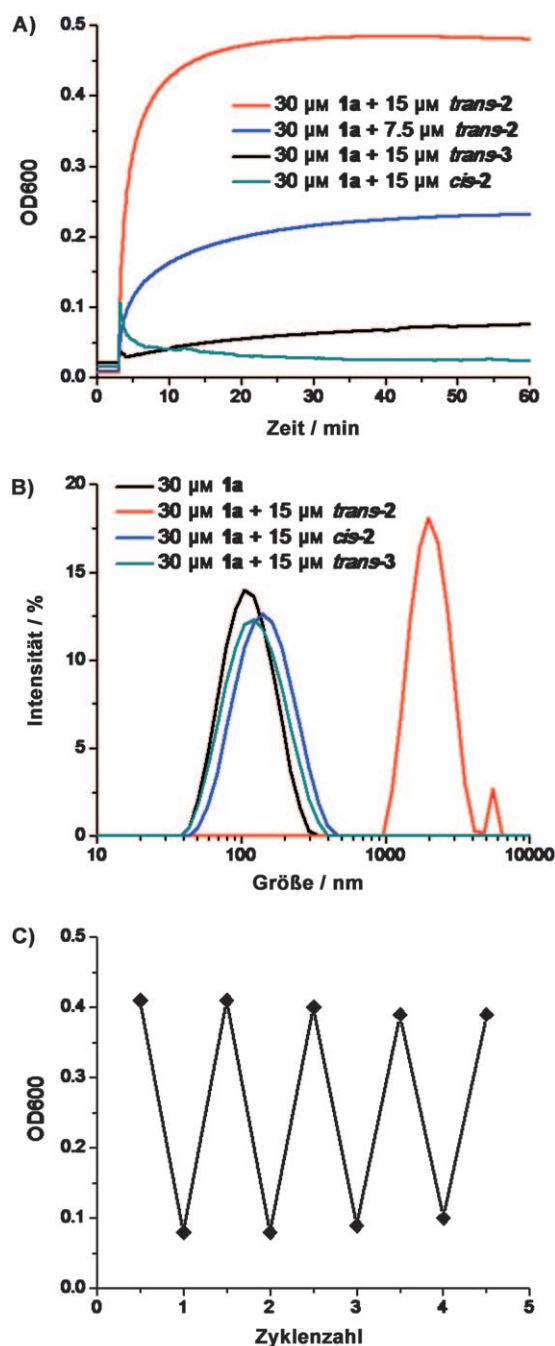 A)
0.5
0.4
0.3
0.2
0.1
0.0
OD600
30 µM 1a + 15 µM trans-2
30 µM 1a + 7.5 µM trans-2
30 µM 1a + 15 µM trans-3
30 µM 1a + 15 µM cis-2
0 10 20 30 40 50 60
Zeit / min
B)
20
15
10
5
0
Intensität / %
30 µM 1a
30 µM 1a + 15 µM trans-2
30 µM 1a + 15 µM cis-2
30 µM 1a + 15 µM trans-3
10 100 1000 10000
Größe / nm
C)
0.5
0.4
0.3
0.2
0.1
0.0
OD600
0 1 2 3 4 5
Zyklenzahl